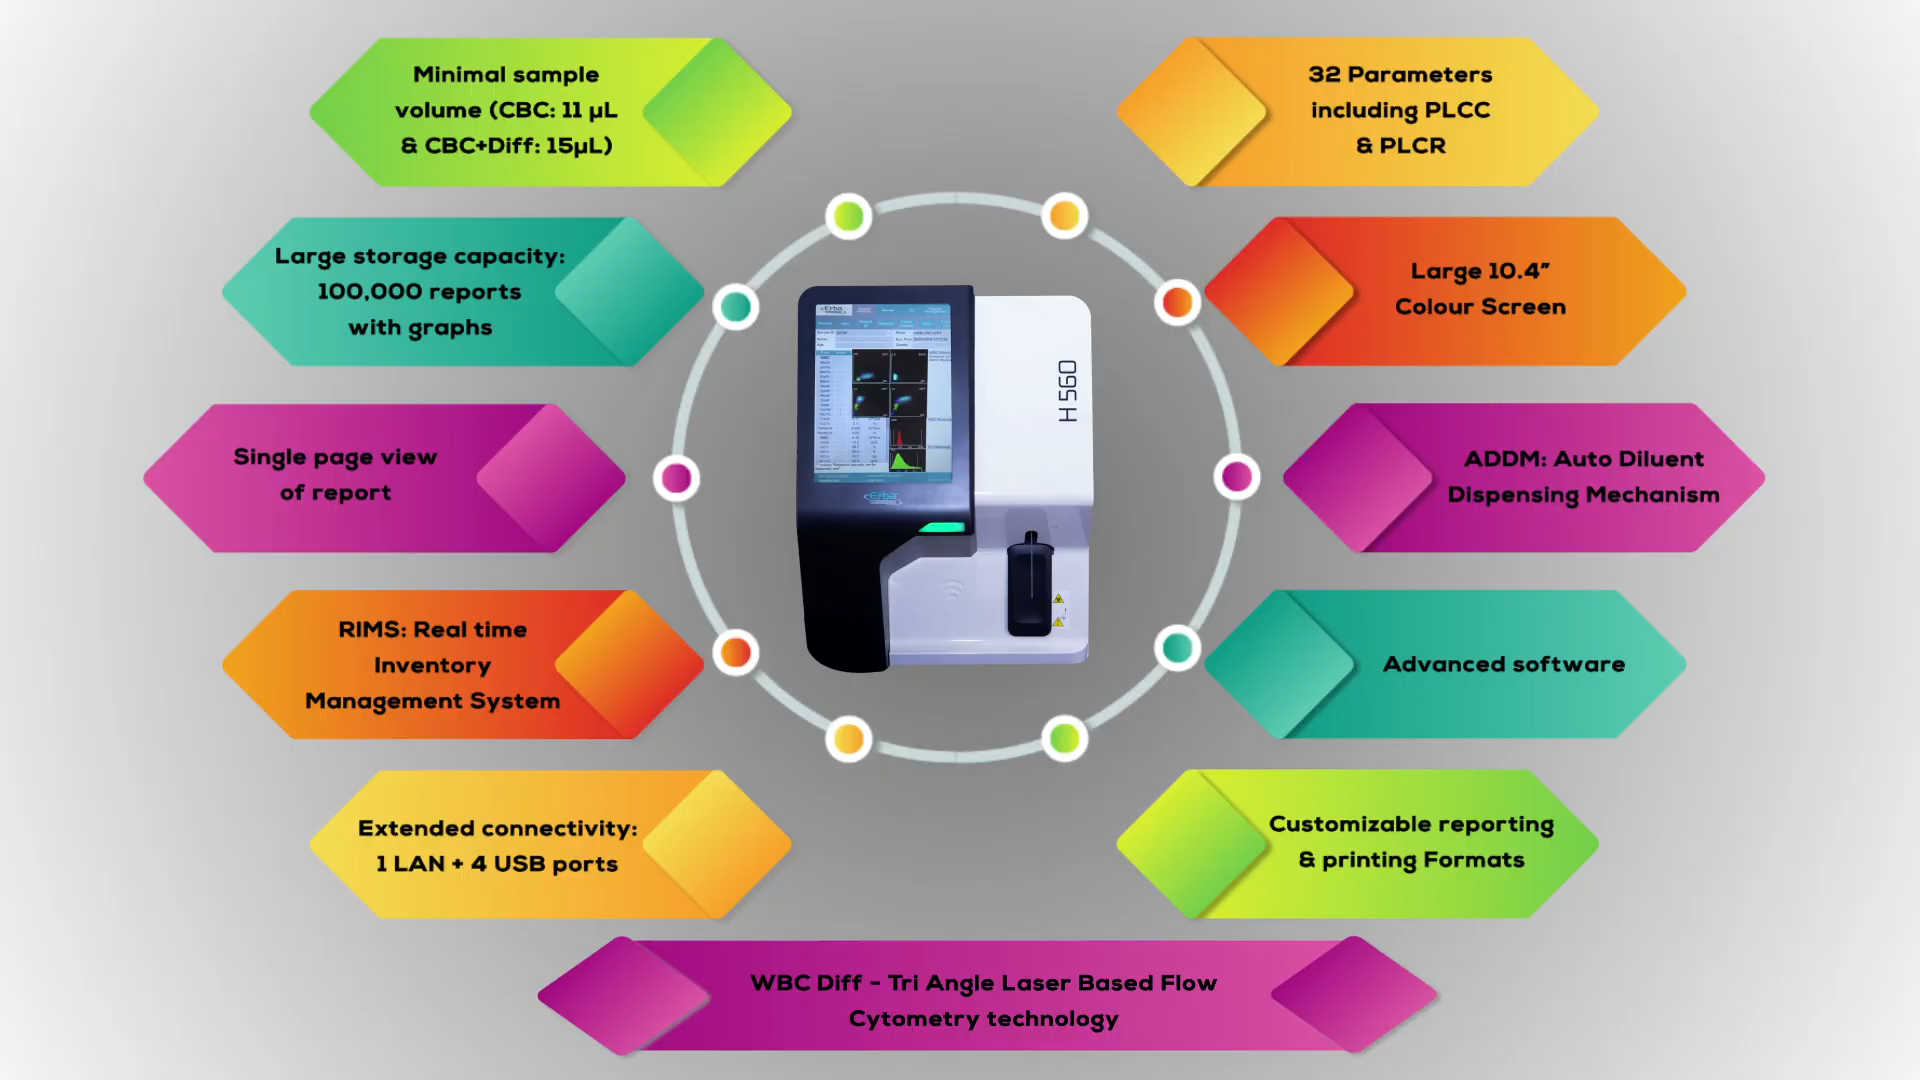 Minimal sample
volume (CBC: 11 µL
& CBC+Diff: 15µL)
32 Parameters
including PLCC
& PLCR
Large storage capacity:
100,000 reports
with graphs
Large 10.4”
Colour Screen
Single page view
of report
ADDM: Auto Diluent
Dispensing Mechanism
RIMS: Real time
Inventory
Management System
Advanced software
Extended connectivity:
1 LAN + 4 USB ports
Customizable reporting
& printing Formats
WBC Diff - Tri Angle Laser Based Flow
Cytometry technology
Erba
H 560
Erba